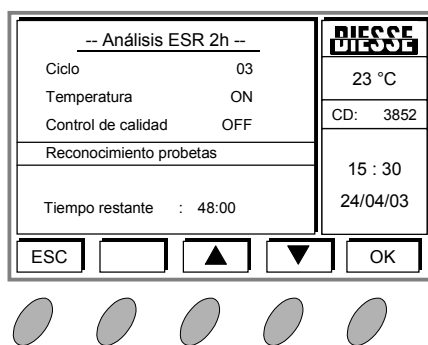 -- Análisis ESR 2h --
Ciclo 03
Temperatura ON
Control de calidad OFF
Reconocimiento probetas
Tiempo restante : 48:00
DIESSE
23 °C
CD: 3852
15 : 30
24/04/03
ESC ▲ ▼ OK